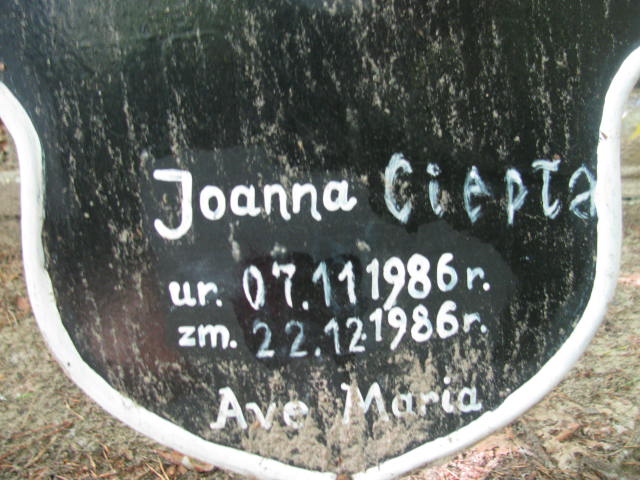 Joanna Ciepła
ur. 07.11 1986 r.
zm. 22.12.1986 r.
Ave Maria